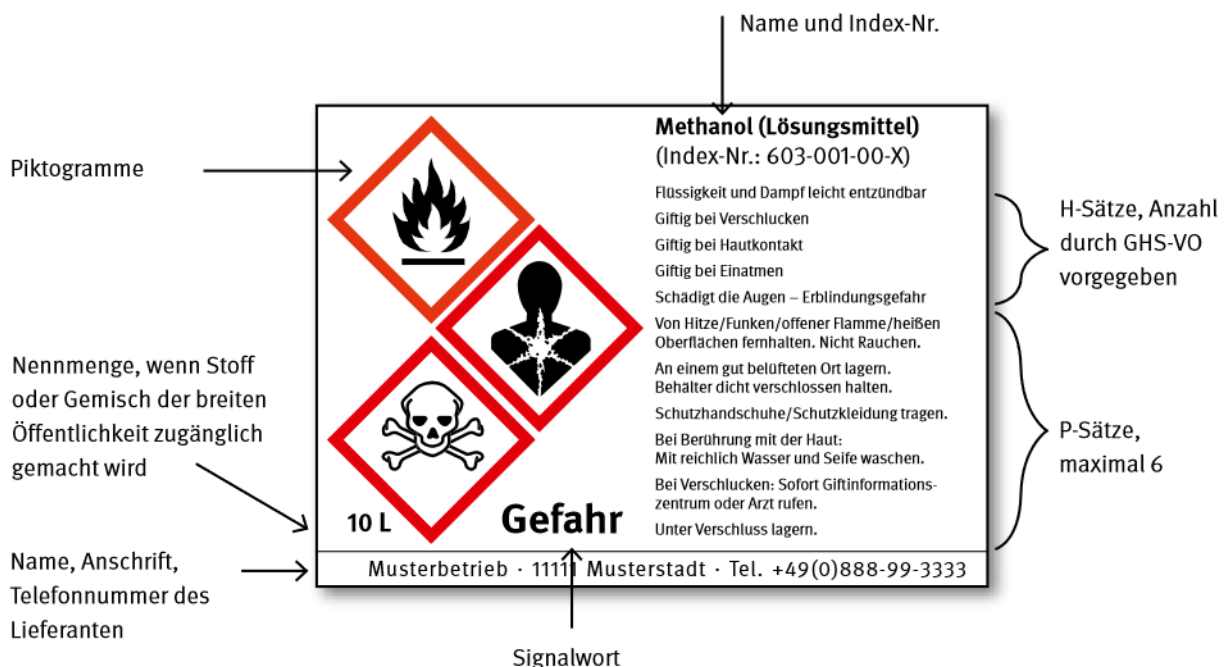 Name und Index-Nr.
Piktogramme
Methanol (Lösungsmittel)
(Index-Nr.: 603-001-00-X)
Flüssigkeit und Dampf leicht entzündbar
Giftig bei Verschlucken
Giftig bei Hautkontakt
Giftig bei Einatmen
Schädigt die Augen – Erblindungsgefahr
Von Hitze/Funken/offener Flamme/heißen
Oberflächen fernhalten. Nicht Rauchen.
An einem gut belüfteten Ort lagern.
Behälter dicht verschlossen halten.
Schutzhandschuhe/Schutzkleidung tragen.
Bei Berührung mit der Haut:
Mit reichlich Wasser und Seife waschen.
Bei Verschlucken: Sofort Giftinformations-
zentrum oder Arzt rufen.
Unter Verschluss lagern.
H-Sätze, Anzahl
durch GHS-VO
vorgegeben
P-Sätze,
maximal 6
Nennmenge, wenn Stoff
oder Gemisch der breiten
Öffentlichkeit zugänglich
gemacht wird
10 L
Gefahr
Name, Anschrift,
Telefonnummer des
Lieferanten
Musterbetrieb · 11111 Musterstadt · Tel. +49(0)888-99-3333
Signalwort